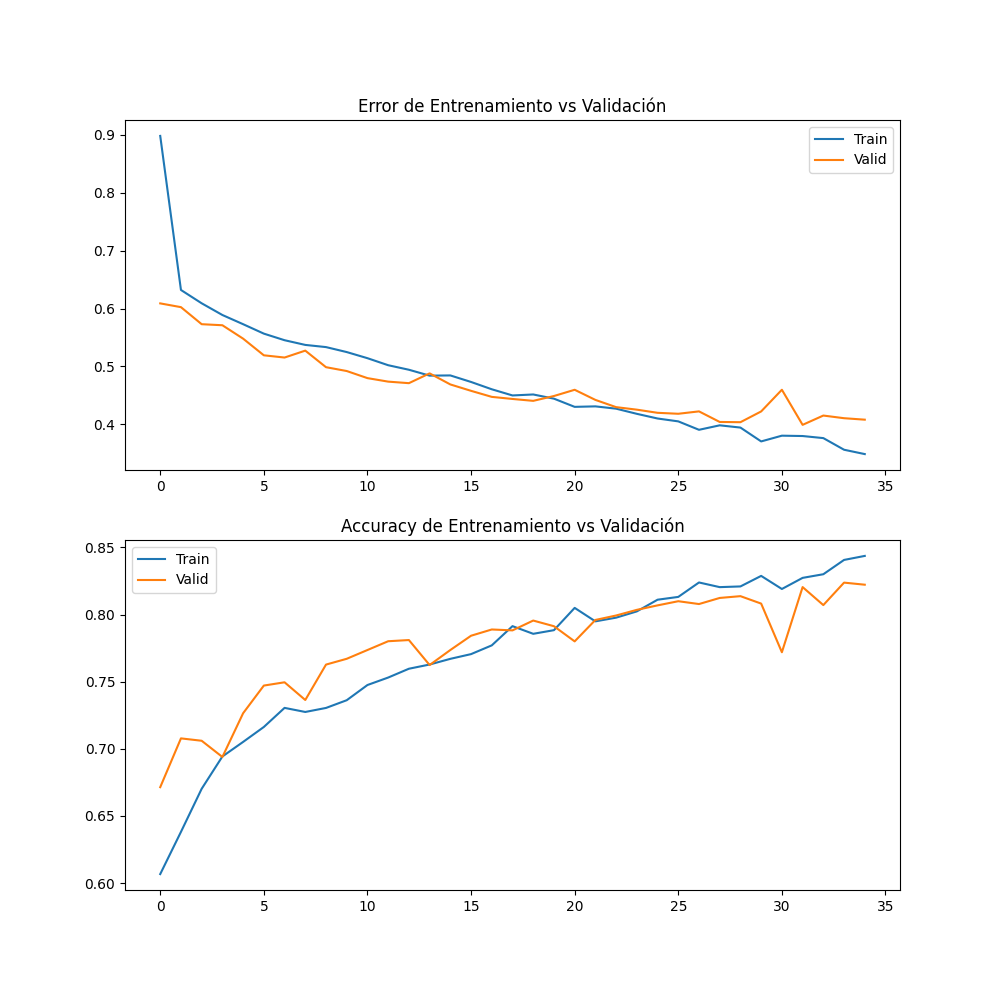 Error de Entrenamiento vs Validación
0.9
0.8
0.7
0.6
0.5
0.4
Train
Valid
0 5 10 15 20 25 30 35
Accuracy de Entrenamiento vs Validación
0.85
0.80
0.75
0.70
0.65
0.60
Train
Valid
0 5 10 15 20 25 30 35